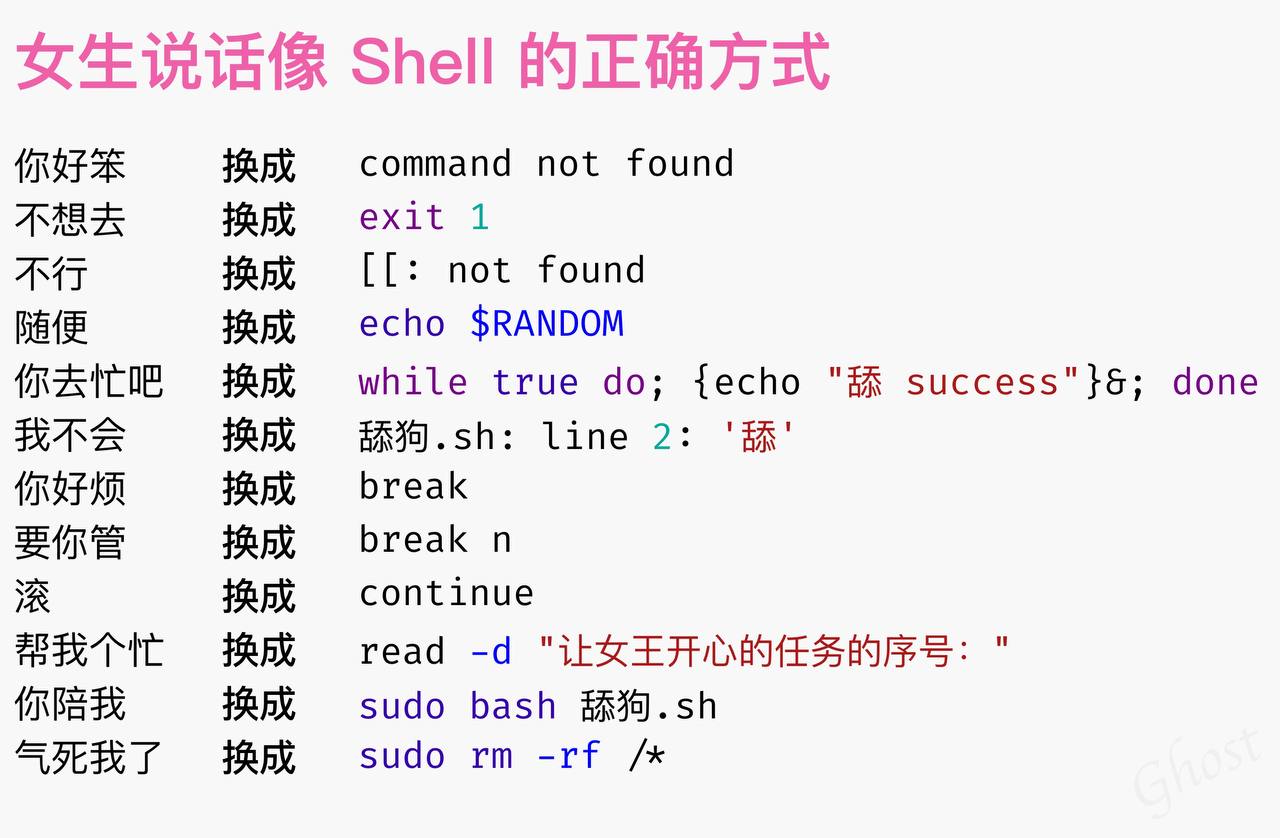 女生说话像 Shell 的正确方式
你好笨 换成 command not found
不想去 换成 exit 1
不行 换成 [[: not found
随便 换成 echo $RANDOM
你去忙吧 换成 while true do; {echo "舔 success"}&; done
我不会 换成 舔狗.sh: line 2: '舔'
你好烦 换成 break
要你管 换成 break n
滚 换成 continue
帮我个忙 换成 read -d "让女王开心的任务的序号："
你陪我 换成 sudo bash 舔狗.sh
气死我了 换成 sudo rm -rf /*
Ghost